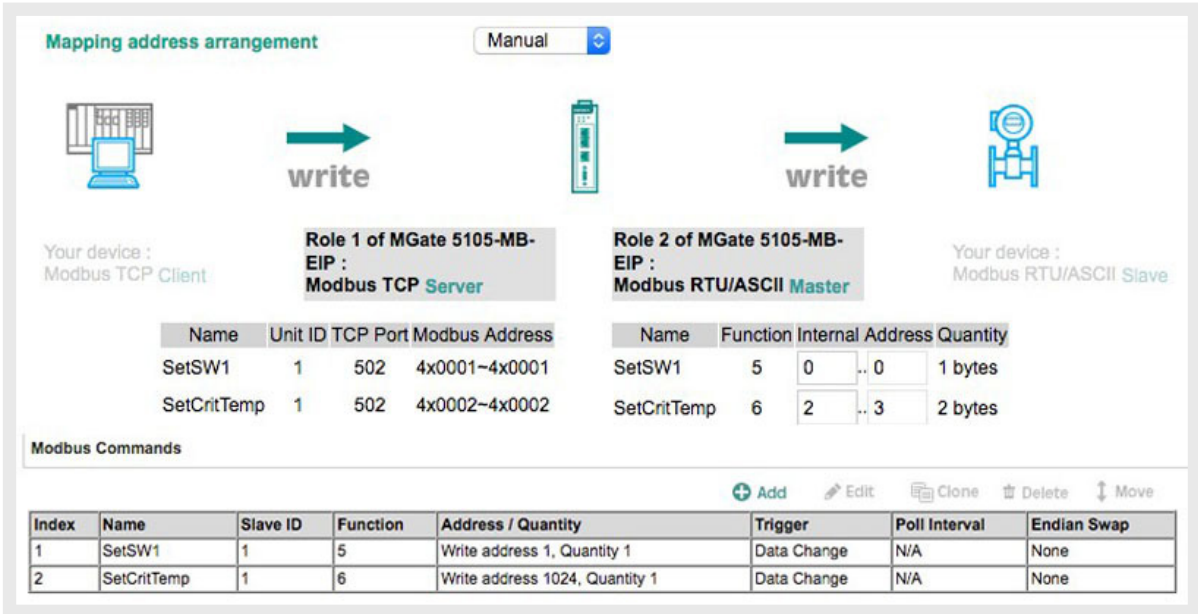 Mapping address arrangement Manual
write write
Your device :
Modbus TCP Client
Role 1 of MGate 5105-MB-
EIP :
Modbus TCP Server
Role 2 of MGate 5105-MB-
EIP :
Modbus RTU/ASCII Master
Your device :
Modbus RTU/ASCII Slave
Name Unit ID TCP Port Modbus Address
SetSW1 1 502 4x0001~4x0001
SetCritTemp 1 502 4x0002~4x0002
Name Function Internal Address Quantity
SetSW1 5 0 .. 0 1 bytes
SetCritTemp 6 2 .. 3 2 bytes
Modbus Commands
Add Edit Clone Delete Move
Index Name Slave ID Function Address / Quantity Trigger Poll Interval Endian Swap
1 SetSW1 1 5 Write address 1, Quantity 1 Data Change N/A None
2 SetCritTemp 1 6 Write address 1024, Quantity 1 Data Change N/A None